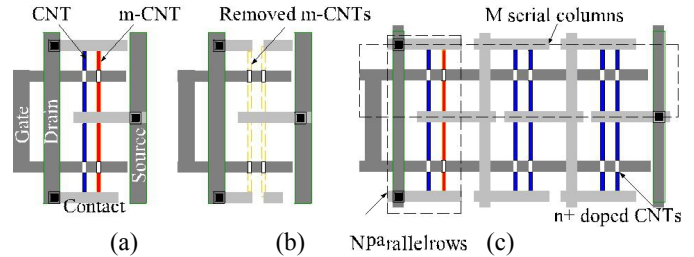 CNT
m-CNT
Removed m-CNTs
M serial columns
Gate
Drain
Source
Contact
Nparallelrows
n+ doped CNTs
(a)
(b)
(c)